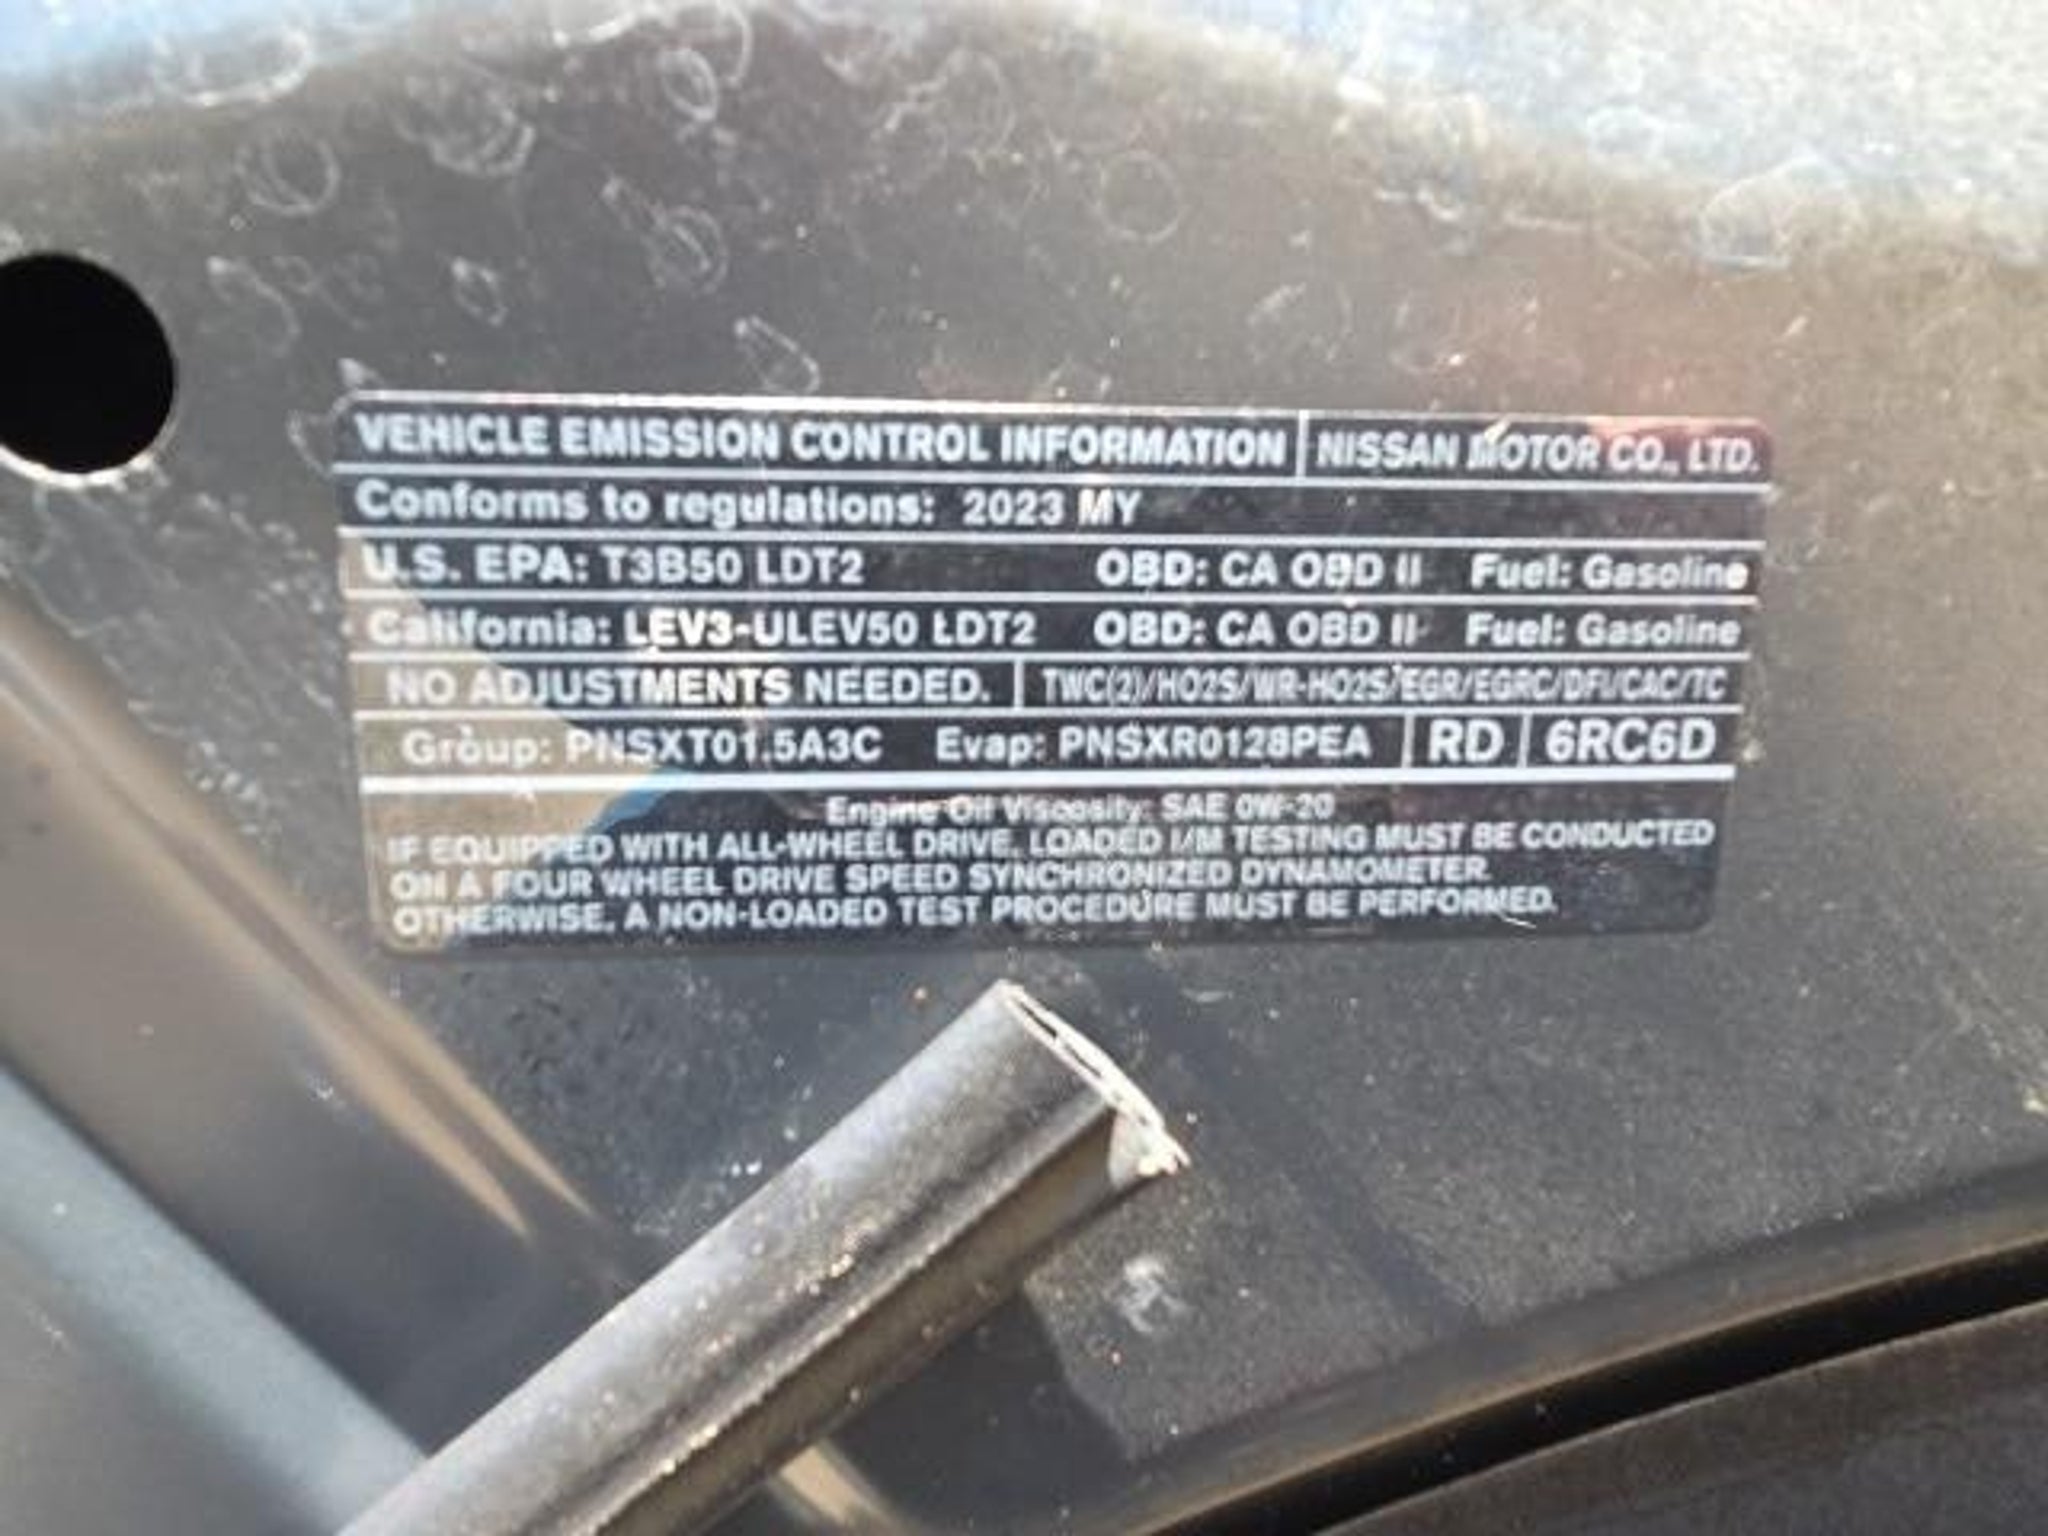 VEHICLE EMISSION CONTROL INFORMATION NISSAN MOTOR CO., LTD.
Conforms to regulations: 2023 MY
U.S. EPA: T3B50 LDT2 OBD: CA OBD II Fuel: Gasoline
California: LEV3-ULEV50 LDT2 OBD: CA OBD II Fuel: Gasoline
NO ADJUSTMENTS NEEDED. TWC(2)/HO2S/WR-HO2S/EGR/EGRC/DFI/CAC/TC
Group: PNSXT01.5A3C Evap: PNSXR0128PEA RD 6RC6D
Engine Oil Viscosity: SAE 0W-20
IF EQUIPPED WITH ALL-WHEEL DRIVE, LOADED I/M TESTING MUST BE CONDUCTED
ON A FOUR WHEEL DRIVE SPEED SYNCHRONIZED DYNAMOMETER.
OTHERWISE, A NON-LOADED TEST PROCEDURE MUST BE PERFORMED.